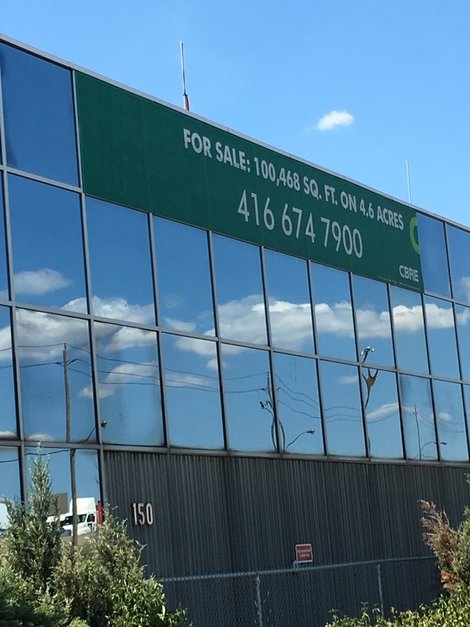 FOR SALE: 100,468 SQ. FT. ON 4.6 ACRES
416 674 7900
CBRE
150